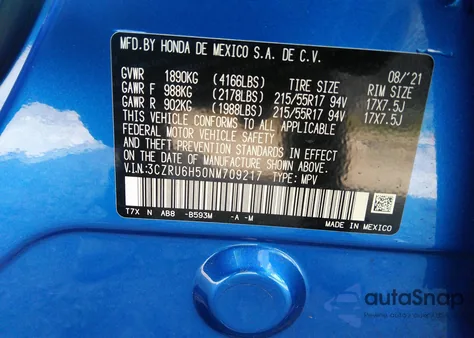 MFD.BY HONDA DE MEXICO S.A. DE C.V.
08/'21
GVWR 1890KG (4166LBS) TIRE SIZE RIM SIZE
GAWR F 988KG (2178LBS) 215/55R17 94V 17X7.5J
GAWR R 902KG (1988LBS) 215/55R17 94V 17X7.5J
THIS VEHICLE CONFORMS TO ALL APPLICABLE
FEDERAL MOTOR VEHICLE SAFETY, BUMPER,
AND THEFT PREVENTION STANDARDS IN EFFECT
ON THE DATE OF MANUFACTURE SHOWN ABOVE.
V.I.N:3CZRU6H50NM709217 TYPE: MPV
T7X N AB8 -B593M -A -M
MADE IN MEXICO
autoSnap